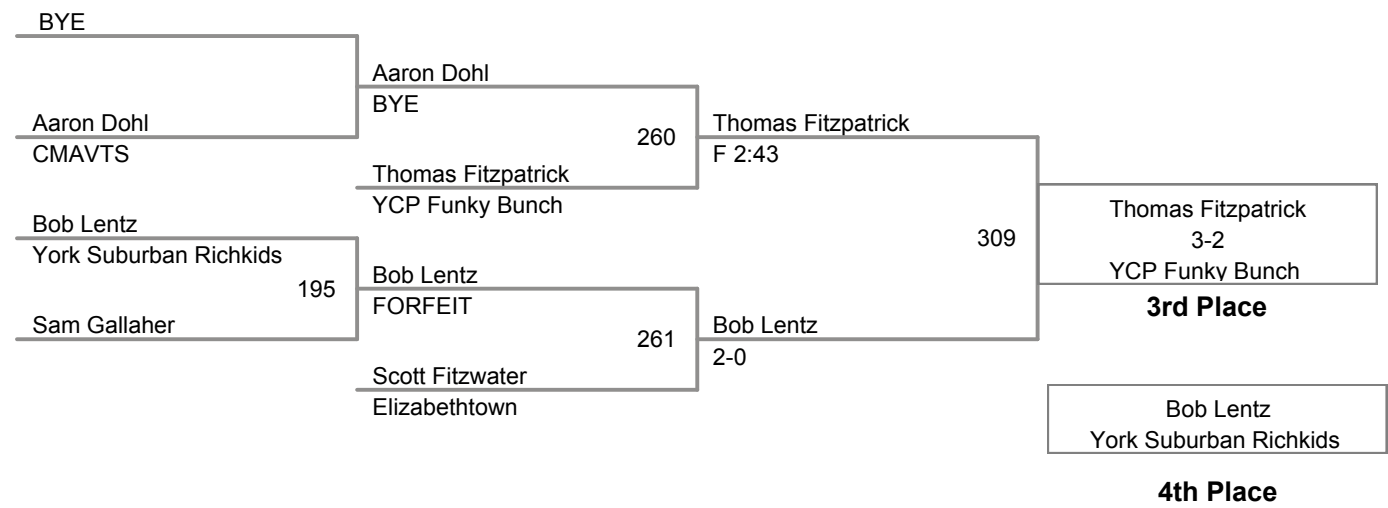 BYE
Aaron Dohl
BYE
Aaron Dohl
CMAVTS
260
Thomas Fitzpatrick
F 2:43
Thomas Fitzpatrick
YCP Funky Bunch
Bob Lentz
York Suburban Richkids
195
309
Thomas Fitzpatrick
3-2
YCP Funky Bunch
3rd Place
Bob Lentz
FORFEIT
Sam Gallaher
261
Bob Lentz
2-0
Scott Fitzwater
Elizabethtown
Bob Lentz
York Suburban Richkids
4th Place